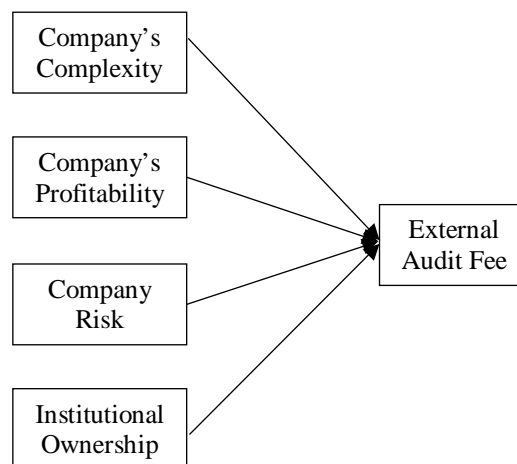 Company’s
Complexity
Company’s
Profitability
External
Audit Fee
Company
Risk
Institutional
Ownership